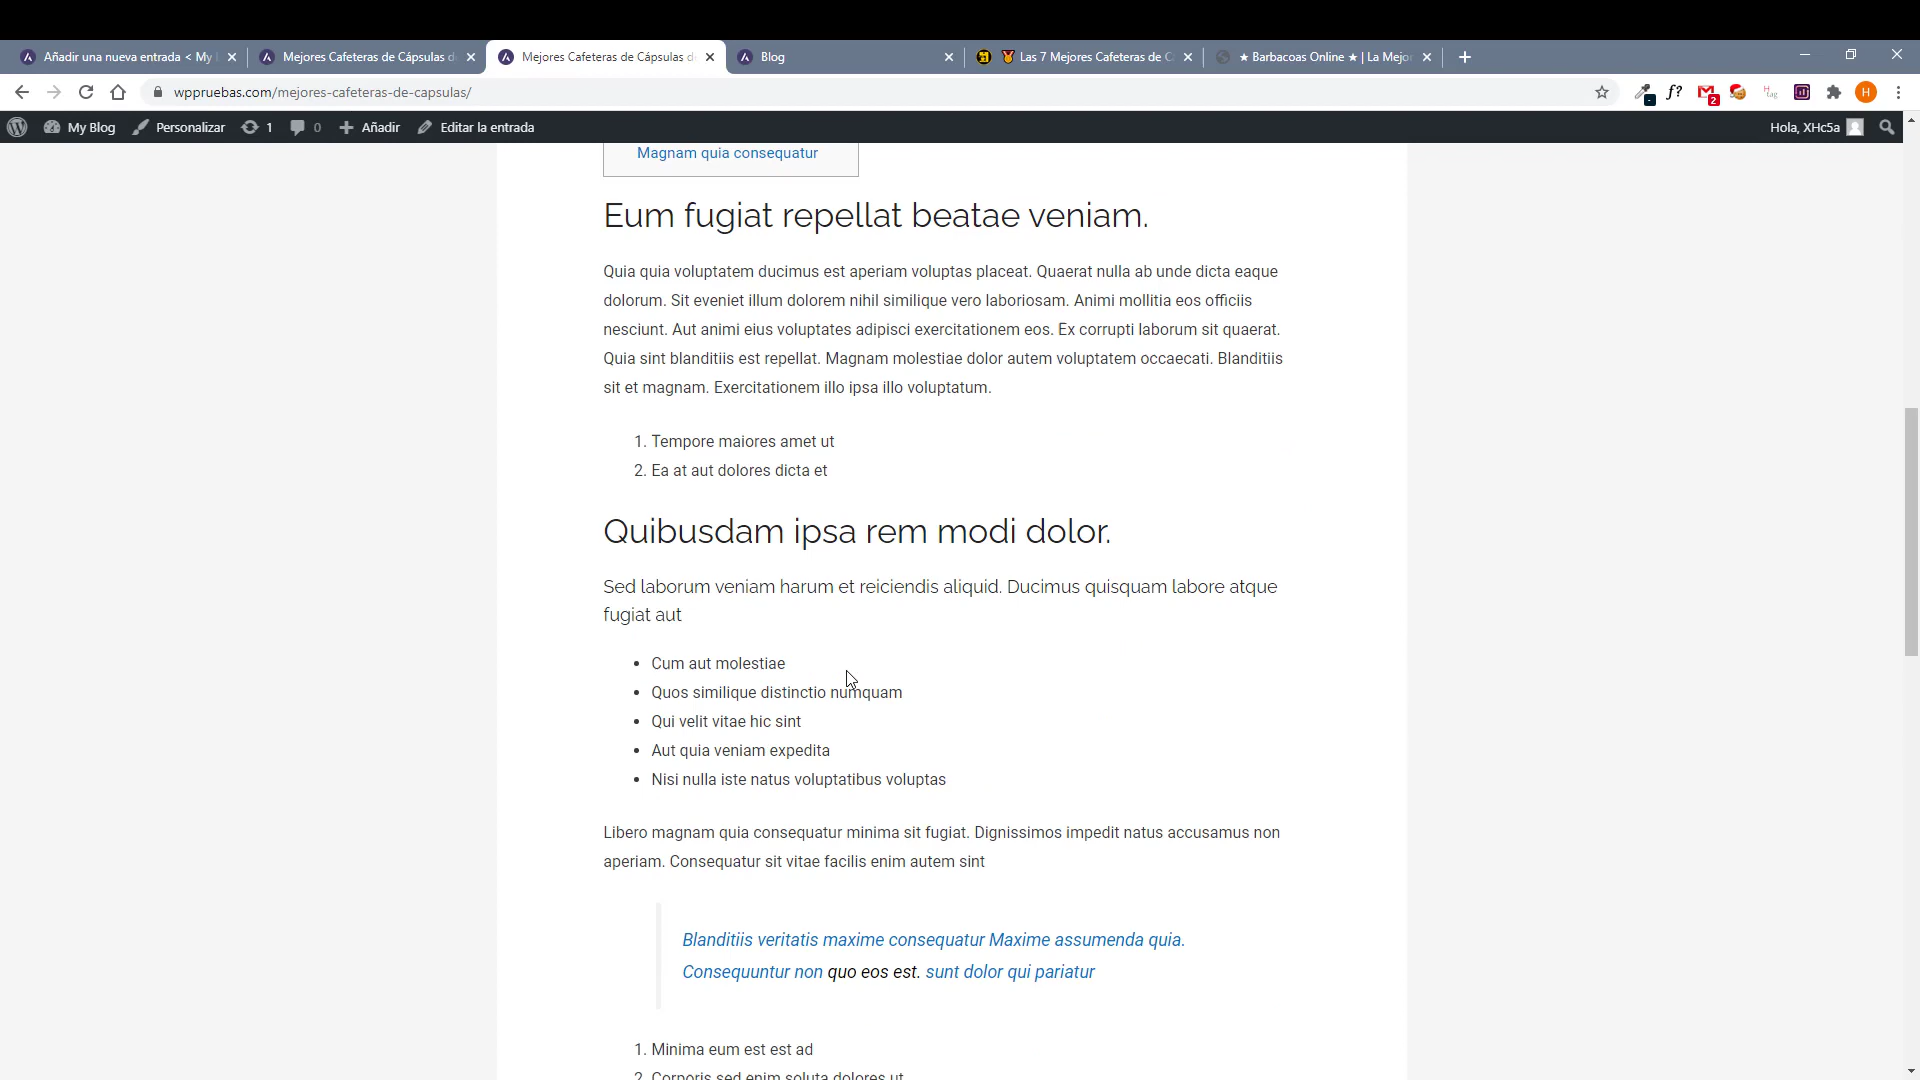 Añadir una nueva entrada < My
Mejores Cafeteras de Cápsulas d
Mejores Cafeteras de Cápsulas d
Blog
Las 7 Mejores Cafeteras de C
★ Barbacoas Online ★ | La Mejo
wppruebas.com/mejores-cafeteras-de-capsulas/
f?
2
H
My Blog
Personalizar
1
0
Añadir
Editar la entrada
Hola, XHc5a
Magnam quia consequatur
Eum fugiat repellat beatae veniam.
Quia quia voluptatem ducimus est aperiam voluptas placeat. Quaerat nulla ab unde dicta eaque
dolorum. Sit eveniet illum dolorem nihil similique vero laboriosam. Animi mollitia eos officiis
nesciunt. Aut animi eius voluptates adipisci exercitationem eos. Ex corrupti laborum sit quaerat.
Quia sint blanditiis est repellat. Magnam molestiae dolor autem voluptatem occaecati. Blanditiis
sit et magnam. Exercitationem illo ipsa illo voluptatum.
1. Tempore maiores amet ut
2. Ea at aut dolores dicta et
Quibusdam ipsa rem modi dolor.
Sed laborum veniam harum et reiciendis aliquid. Ducimus quisquam labore atque
fugiat aut
• Cum aut molestiae
• Quos similique distinctio numquam
• Qui velit vitae hic sint
• Aut quia veniam expedita
• Nisi nulla iste natus voluptatibus voluptas
Libero magnam quia consequatur minima sit fugiat. Dignissimos impedit natus accusamus non
aperiam. Consequatur sit vitae facilis enim autem sint
Blanditiis veritatis maxime consequatur Maxime assumenda quia.
Consequuntur non quo eos est. sunt dolor qui pariatur
1. Minima eum est est ad
2. Corporis sed enim soluta dolores ut